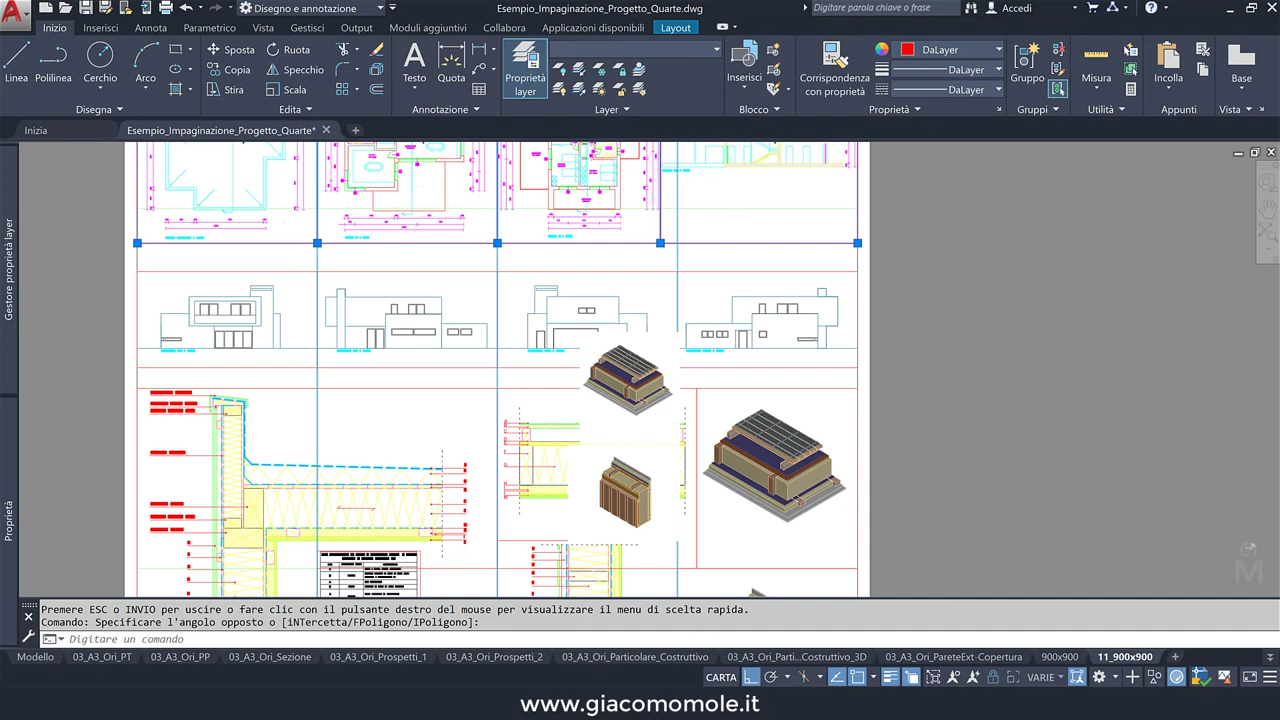 Disegno e annotazione
Esempio_Impaginazione_Progetto_Quarte.dwg
Digitare parola chiave o frase
Accedi
Inizio
Inserisci
Annota
Parametrico
Vista
Gestisci
Output
Moduli aggiuntivi
Collabora
Applicazioni disponibili
Layout
Linea
Polilinea
Cerchio
Arco
Sposta
Ruota
Copia
Specchio
Stira
Scala
Testo
Quota
Proprietà
layer
Inserisci
Corrispondenza
con proprietà
DaLayer
DaLayer
DaLayer
Gruppo
Misura
Incolla
Base
Disegna
Edita
Annotazione
Layer
Blocco
Proprietà
Gruppi
Utilità
Appunti
Vista
Inizia
Esempio_Impaginazione_Progetto_Quarte*
Gestore proprietà layer
Proprietà
Premere ESC o INVIO per uscire o fare clic con il pulsante destro del mouse per visualizzare il menu di scelta rapida.
Comando: Specificare l'angolo opposto o [iNTercetta/FPoligono/IPoligono]:
Digitare un comando
Modello
03_A3_Ori_PT
03_A3_Ori_PP
03_A3_Ori_Sezione
03_A3_Ori_Prospetti_1
03_A3_Ori_Prospetti_2
03_A3_Ori_Particolare_Costruttivo
03_A3_Ori_Parti...Costruttivo_3D
03_A3_Ori_PareteExt-Copertura
900x900
11_900x900
CARTA
VARIE
www.giacomomole.it